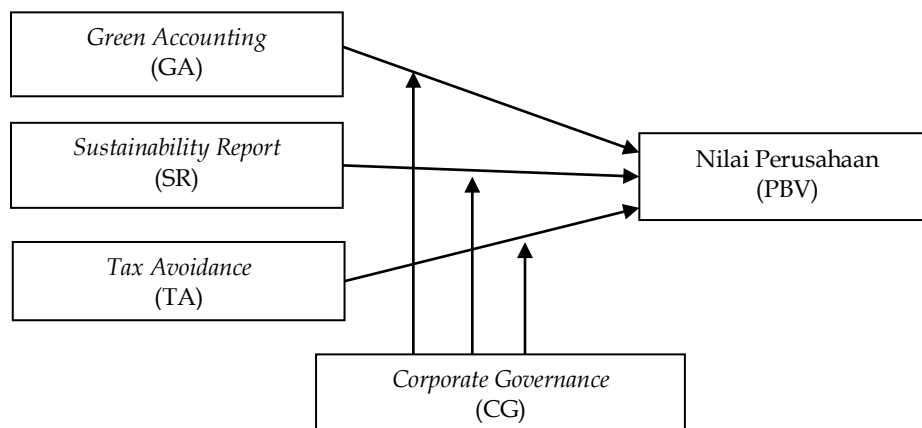 Green Accounting
(GA)
Sustainability Report
(SR)
Nilai Perusahaan
(PBV)
Tax Avoidance
(TA)
Corporate Governance
(CG)